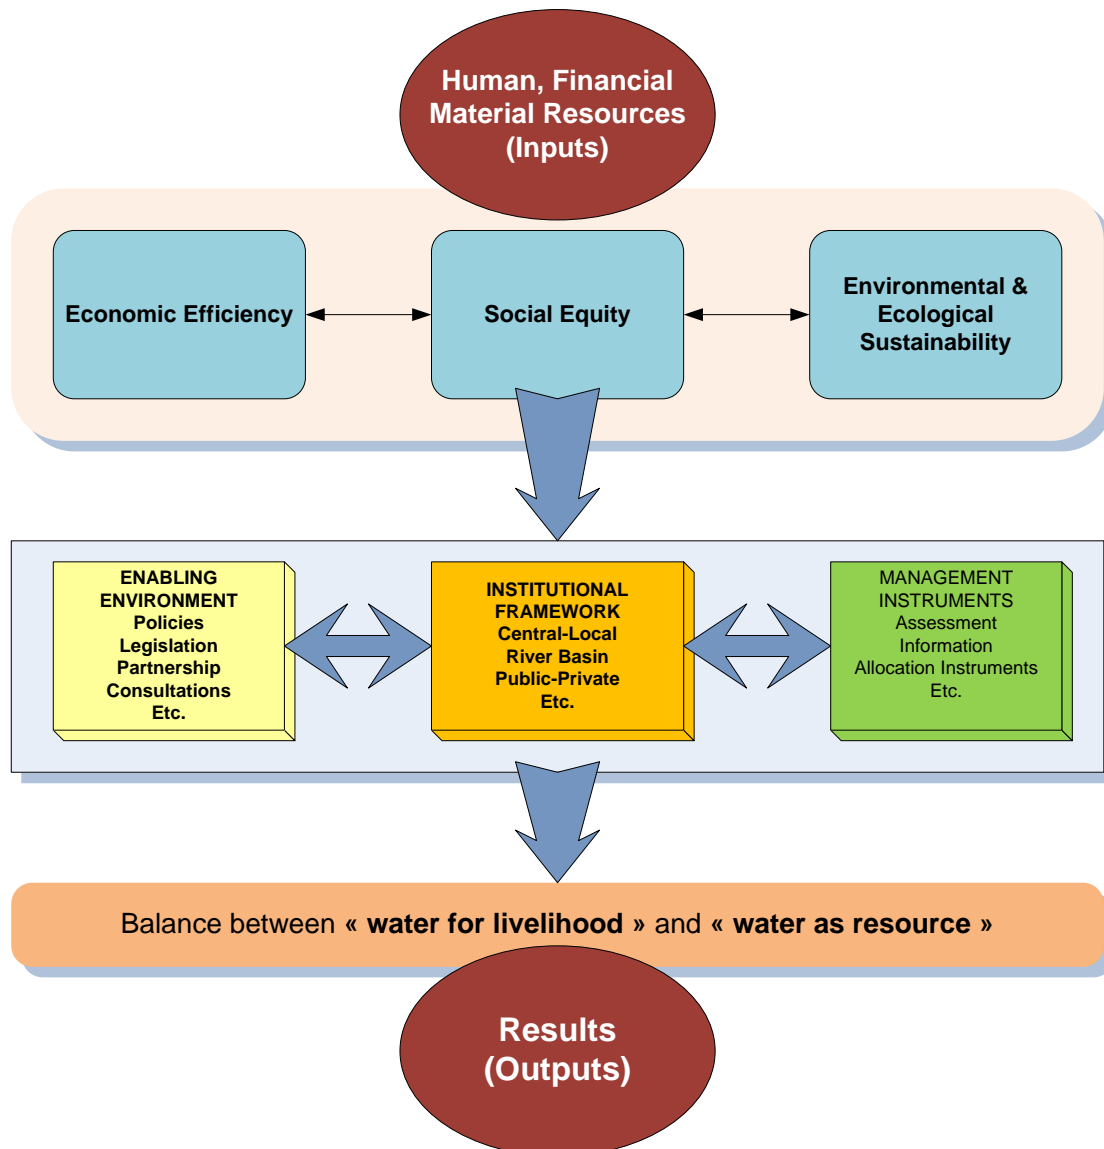 Human, Financial
Material Resources
(Inputs)
Economic Efficiency
Social Equity
Environmental &
Ecological
Sustainability
ENABLING
ENVIRONMENT
Policies
Legislation
Partnership
Consultations
Etc.
INSTITUTIONAL
FRAMEWORK
Central-Local
River Basin
Public-Private
Etc.
MANAGEMENT
INSTRUMENTS
Assessment
Information
Allocation Instruments
Etc.
Balance between « water for livelihood » and « water as resource »
Results
(Outputs)